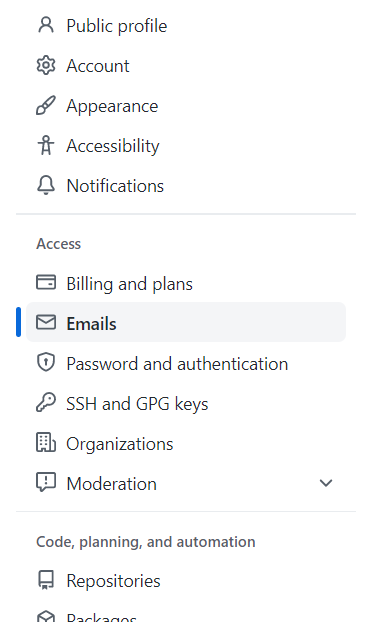 Public profile
Account
Appearance
Accessibility
Notifications
Access
Billing and plans
Emails
Password and authentication
SSH and GPG keys
Organizations
Moderation
Code, planning, and automation
Repositories
Packages